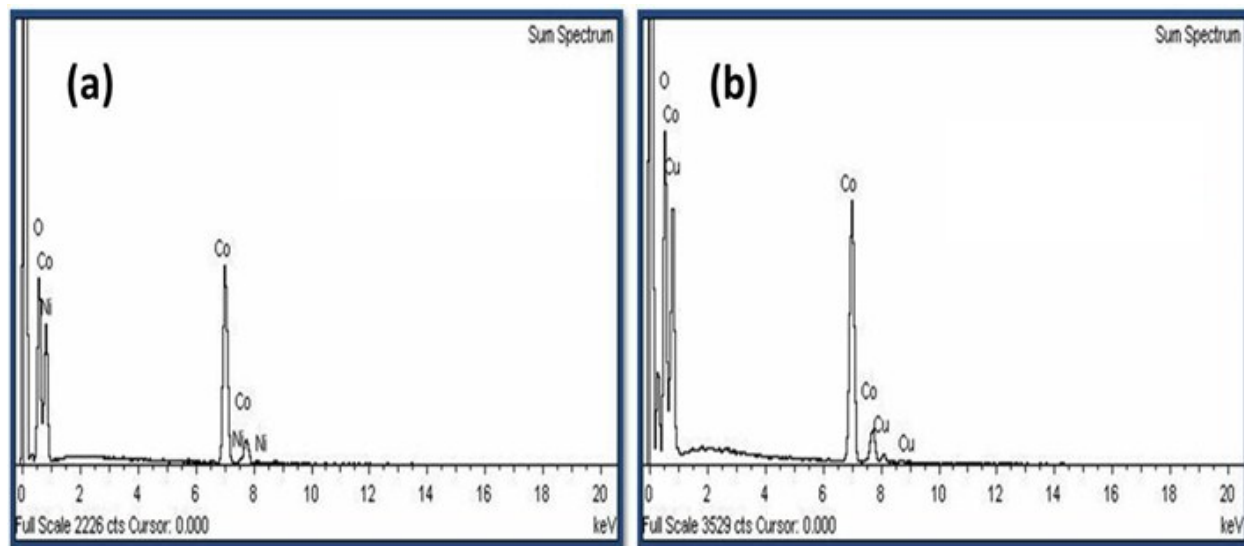 Sum Spectrum
(a)
O
Co
Ni
Co
Co
Ni Ni
0 2 4 6 8 10 12 14 16 18 20
Full Scale 2226 cts Cursor: 0.000 keV
Sum Spectrum
(b)
O
Co
Cu
Co
Co
Cu
Cu
0 2 4 6 8 10 12 14 16 18 20
Full Scale 3529 cts Cursor: 0.000 keV